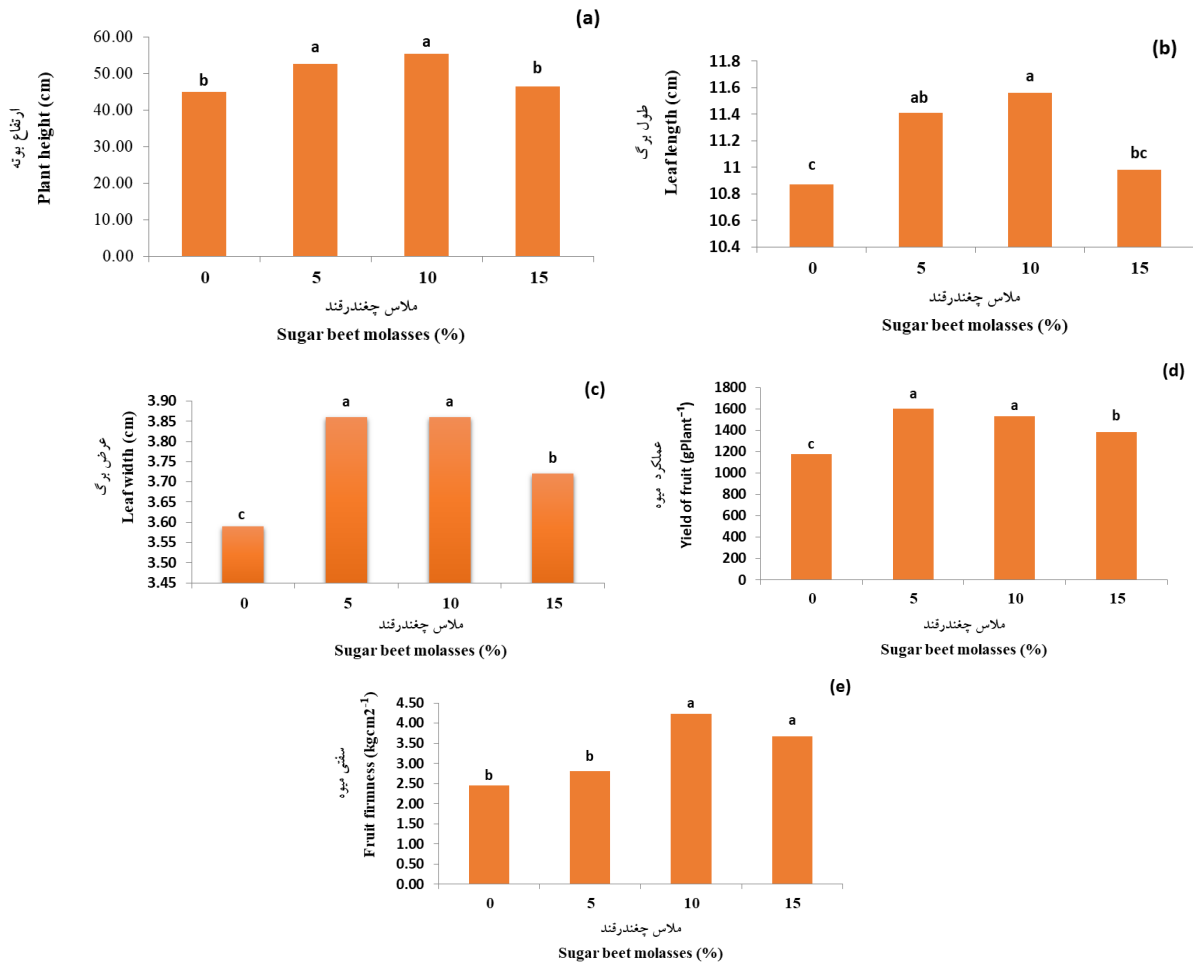 (a)
60.00
50.00
40.00
30.00
20.00
10.00
0.00
ارتفاع بوته
Plant height (cm)
b
a
a
b
0
5
10
15
ملاس چغندرقند
Sugar beet molasses (%)
(b)
11.8
11.6
11.4
11.2
11
10.8
10.6
10.4
طول برگ
Leaf length (cm)
c
ab
a
bc
0
5
10
15
ملاس چغندرقند
Sugar beet molasses (%)
(c)
3.90
3.85
3.80
3.75
3.70
3.65
3.60
3.55
3.50
3.45
عرض برگ
Leaf width (cm)
c
a
a
b
0
5
10
15
ملاس چغندرقند
Sugar beet molasses (%)
(d)
1800
1600
1400
1200
1000
800
600
400
200
0
عملکرد میوه
Yield of fruit (gPlant⁻¹)
c
a
a
b
0
5
10
15
ملاس چغندرقند
Sugar beet molasses (%)
(e)
4.50
4.00
3.50
3.00
2.50
2.00
1.50
1.00
0.50
0.00
سفتی میوه
Fruit firmness (kgcm2⁻¹)
b
b
a
a
0
5
10
15
ملاس چغندرقند
Sugar beet molasses (%)